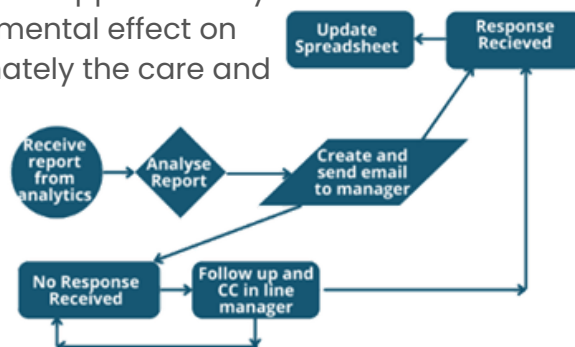 mental effect on
nately the care and
Update
Spreadsheet
Response
Recieved
Receive
report
from
analytics
Analyse
Report
Create and
send email
to manager
No Response
Received
Follow up and
CC in line
manager